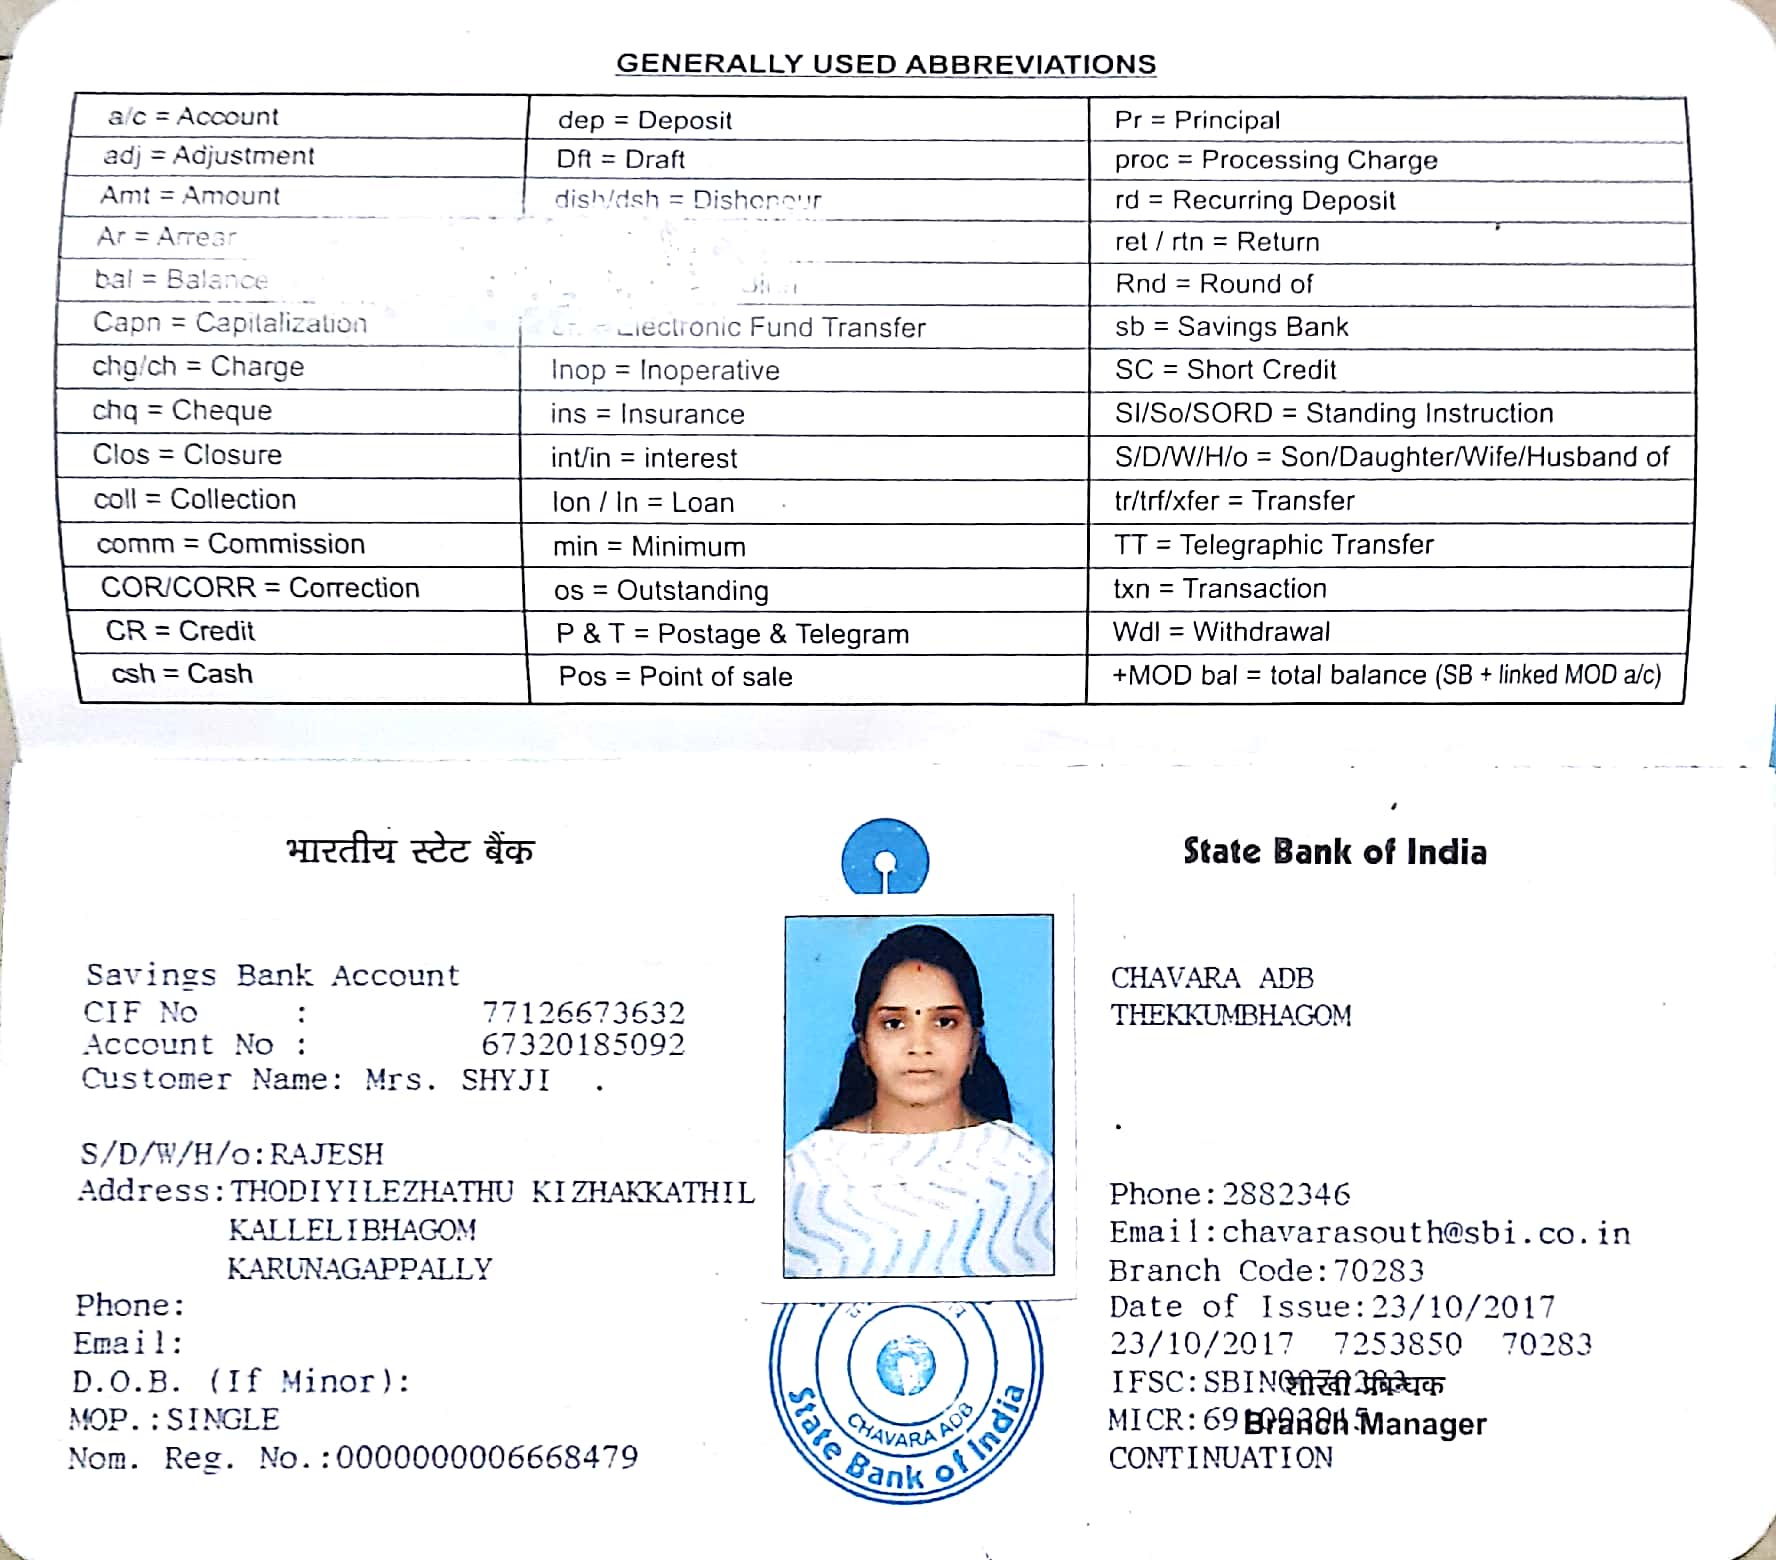 GENERALLY USED ABBREVIATIONS
a/c = Account
dep = Deposit
Pr = Principal
adj = Adjustment
Dft = Draft
proc = Processing Charge
Amt = Amount
dish/dsh = Dishonour
rd = Recurring Deposit
Ar = Arrear
ret / rtn = Return
bal = Balance
Rnd = Round of
Capn = Capitalization
= Electronic Fund Transfer
sb = Savings Bank
chg/ch = Charge
Inop = Inoperative
SC = Short Credit
chq = Cheque
ins = Insurance
SI/So/SORD = Standing Instruction
Clos = Closure
int/in = interest
S/D/W/H/o = Son/Daughter/Wife/Husband of
coll = Collection
lon / ln = Loan
tr/trf/xfer = Transfer
comm = Commission
min = Minimum
TT = Telegraphic Transfer
COR/CORR = Correction
os = Outstanding
txn = Transaction
CR = Credit
P & T = Postage & Telegram
Wdl = Withdrawal
csh = Cash
Pos = Point of sale
+MOD bal = total balance (SB + linked MOD a/c)
भारतीय स्टेट बैंक
State Bank of India
Savings Bank Account
CIF No : 77126673632
Account No : 67320185092
Customer Name: Mrs. SHYJI .
S/D/W/H/o:RAJESH
Address:THODIYILEZHATHU KIZHAKKATHIL
KALLELIBHAGOM
KARUNAGAPPALLY
Phone:
Email:
D.O.B. (If Minor):
MOP.:SINGLE
Nom. Reg. No.:0000000006668479
CHAVARA ADB
State Bank of India
CHAVARA ADB
THEKKUMBHAGOM
.
Phone:2882346
Email:chavarasouth@sbi.co.in
Branch Code:70283
Date of Issue:23/10/2017
23/10/2017 7253850 70283
IFSC:
शाखा प्रबन्धक
MICR:
Branch Manager
CONTINUATION